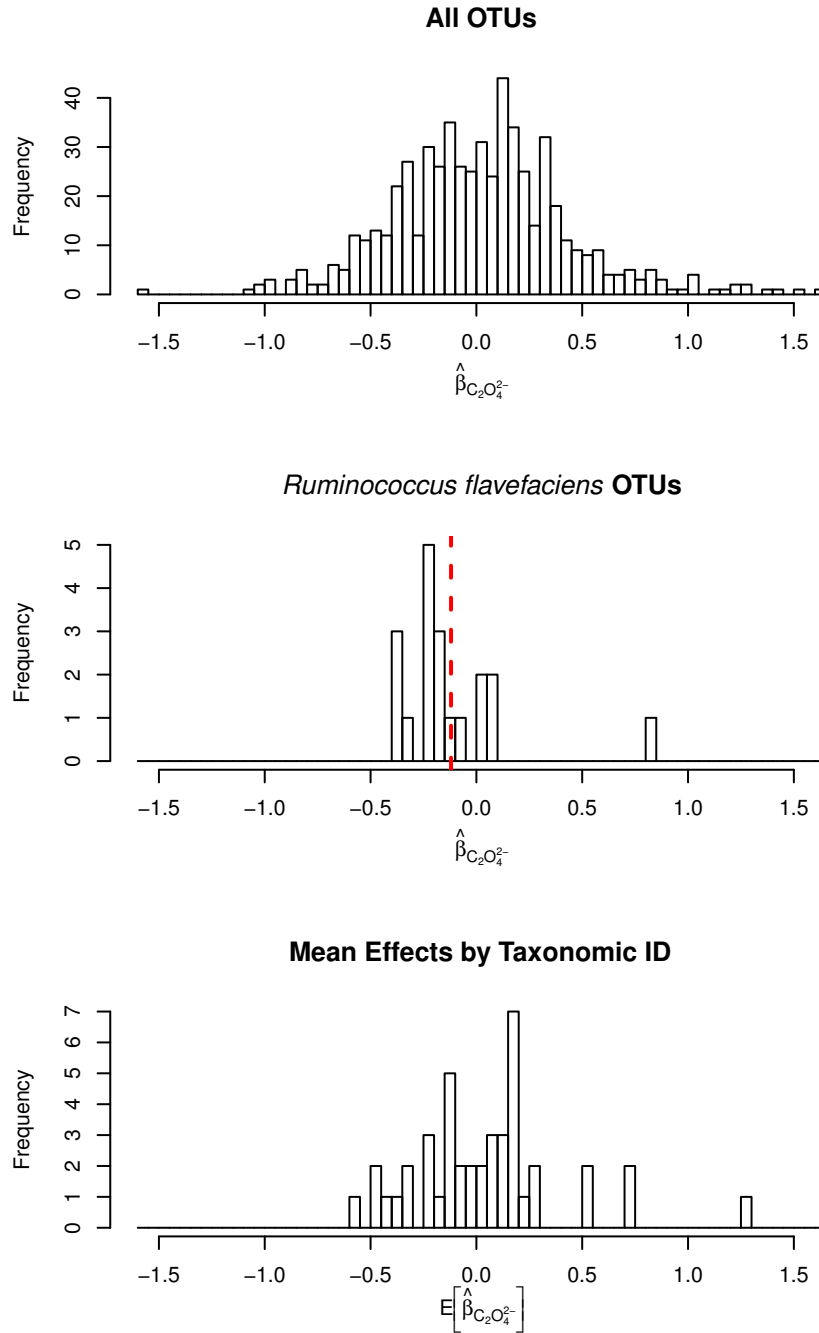 All OTUs
Frequency
0 10 20 30 40
−1.5 −1.0 −0.5 0.0 0.5 1.0 1.5
β̂C₂O₄²⁻
Ruminococcus flavefaciens OTUs
Frequency
0 1 2 3 4 5
−1.5 −1.0 −0.5 0.0 0.5 1.0 1.5
β̂C₂O₄²⁻
Mean Effects by Taxonomic ID
Frequency
0 1 2 3 4 5 6 7
−1.5 −1.0 −0.5 0.0 0.5 1.0 1.5
E[β̂C₂O₄²⁻]